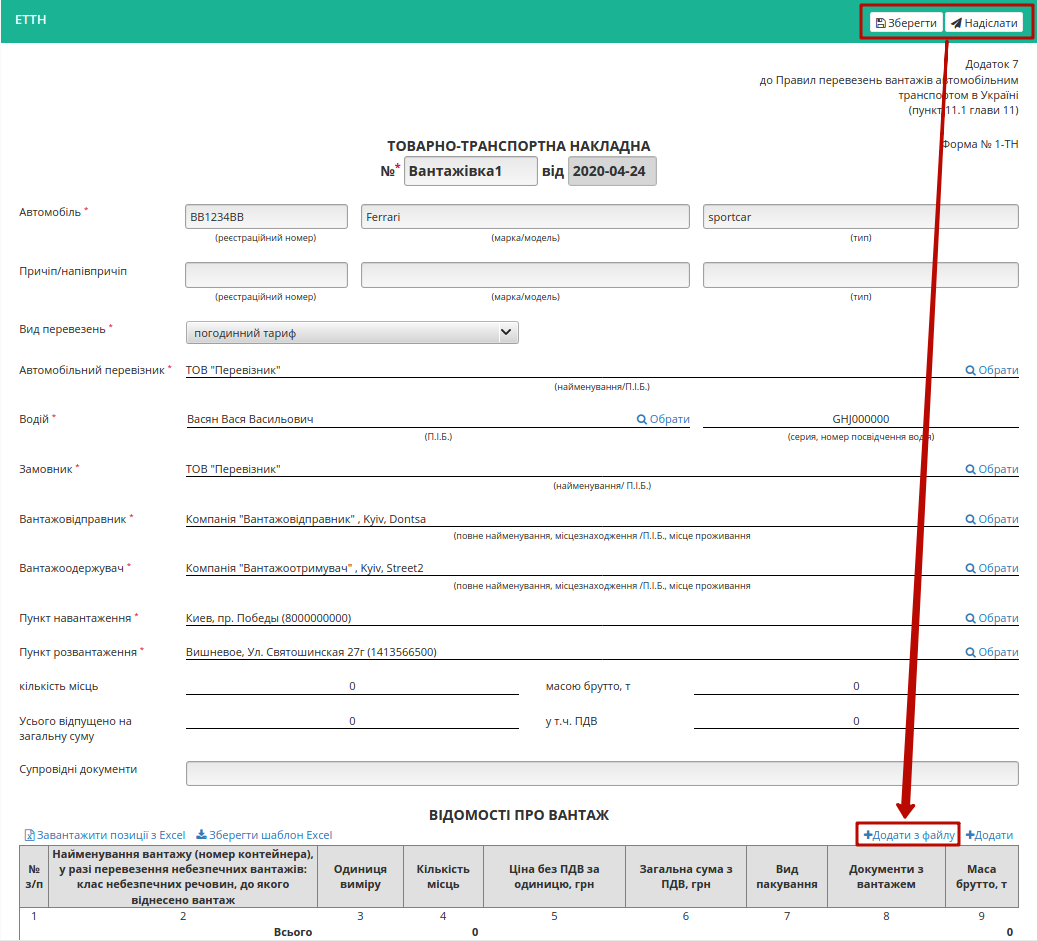 ЕТТН
Зберегти Надіслати
Додаток 7
до Правил перевезень вантажів автомобільним
транспортом в Україні
(пункт 11.1 глави 11)
ТОВАРНО-ТРАНСПОРТНА НАКЛАДНА
Форма № 1-ТН
№* Вантажівка1 від 2020-04-24
Автомобіль * BB1234BB Ferrari sportcar
(реєстраційний номер) (марка/модель) (тип)
Причіп/напівпричіп
(реєстраційний номер) (марка/модель) (тип)
Вид перевезень * погодинний тариф
Автомобільний перевізник * ТОВ "Перевізник" Обрати
(найменування/П.І.Б.)
Водій * Васян Вася Васильович Обрати GHJ000000
(П.І.Б.) (серия, номер посвідчення водія)
Замовник * ТОВ "Перевізник" Обрати
(найменування/ П.І.Б.)
Вантажовідправник * Компанія "Вантажовідправник" , Kyiv, Dontsa Обрати
(повне найменування, місцезнаходження /П.І.Б., місце проживання
Вантажоодержувач * Компанія "Вантажоотримувач" , Kyiv, Street2 Обрати
(повне найменування, місцезнаходження /П.І.Б., місце проживання
Пункт навантаження * Киев, пр. Победы (8000000000) Обрати
Пункт розвантаження * Вишневое, Ул. Святошинская 27г (1413566500) Обрати
кількість місць 0 масою брутто, т 0
Усього відпущено на
загальну суму 0 у т.ч. ПДВ 0
Супровідні документи
ВІДОМОСТІ ПРО ВАНТАЖ
Завантажити позиції з Excel Зберегти шаблон Excel +Додати з файлу +Додати
№
з/п
Найменування вантажу (номер контейнера),
у разі перевезення небезпечних вантажів:
клас небезпечних речовин, до якого
віднесено вантаж
Одиниця
виміру
Кількість
місць
Ціна без ПДВ за
одиницю, грн
Загальна сума з
ПДВ, грн
Вид
пакування
Документи з
вантажем
Маса
брутто, т
1 2 3 4 5 6 7 8 9
Всього 0 0